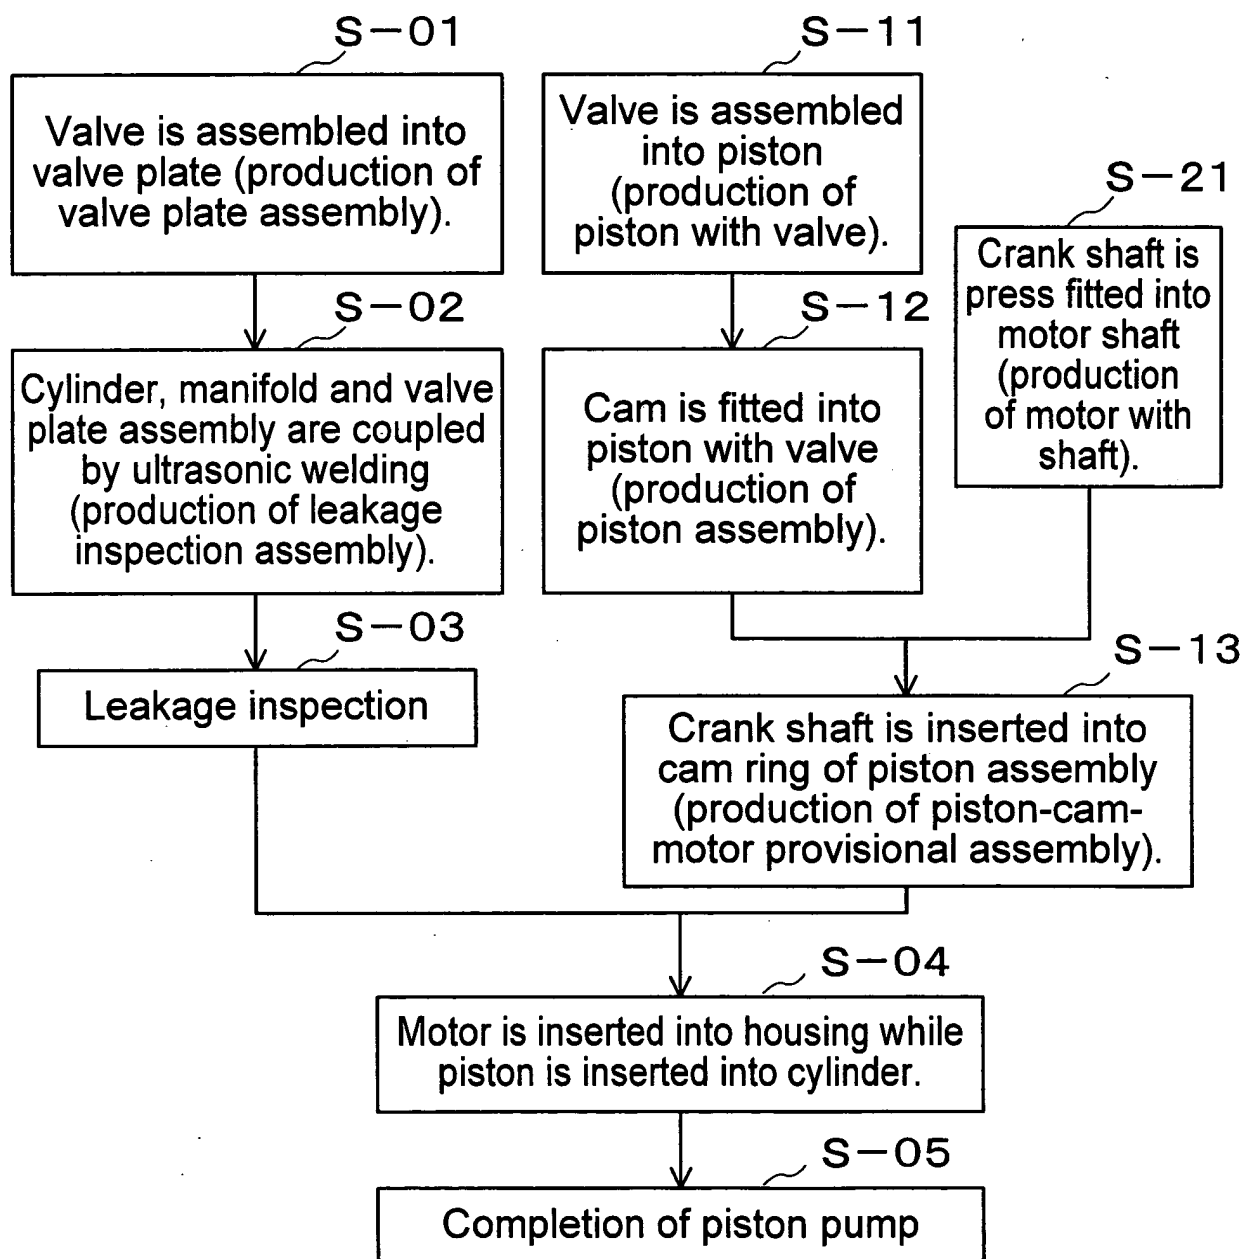 S-01
Valve is assembled into
valve plate (production of
valve plate assembly).
S-02
Cylinder, manifold and valve
plate assembly are coupled
by ultrasonic welding
(production of leakage
inspection assembly).
S-03
Leakage inspection
S-11
Valve is assembled
into piston
(production of
piston with valve).
S-12
Cam is fitted into
piston with valve
(production of
piston assembly).
S-21
Crank shaft is
press fitted into
motor shaft
(production
of motor with
shaft).
S-13
Crank shaft is inserted into
cam ring of piston assembly
(production of piston-cam-
motor provisional assembly).
S-04
Motor is inserted into housing while
piston is inserted into cylinder.
S-05
Completion of piston pump